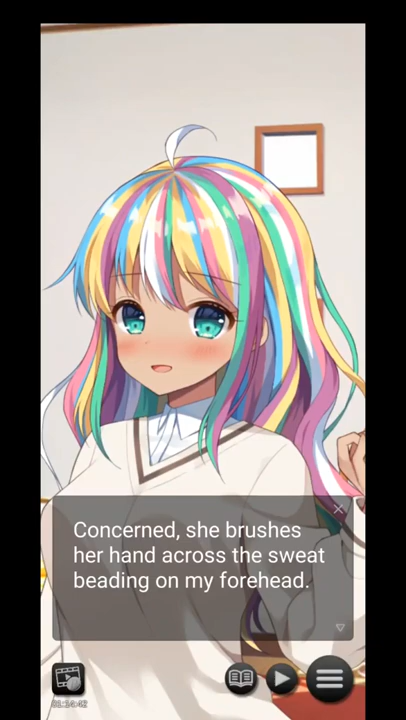 Concerned, she brushes
her hand across the sweat
beading on my forehead.